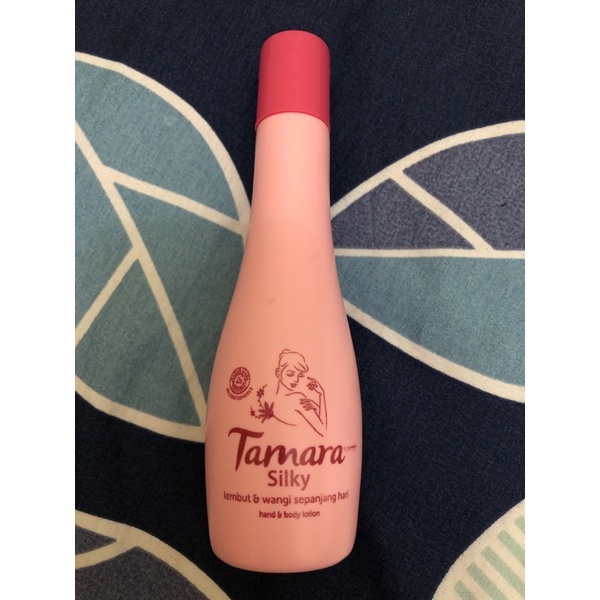 Tamara
Silky
lembut & wangi sepanjang hari
hand & body lotion